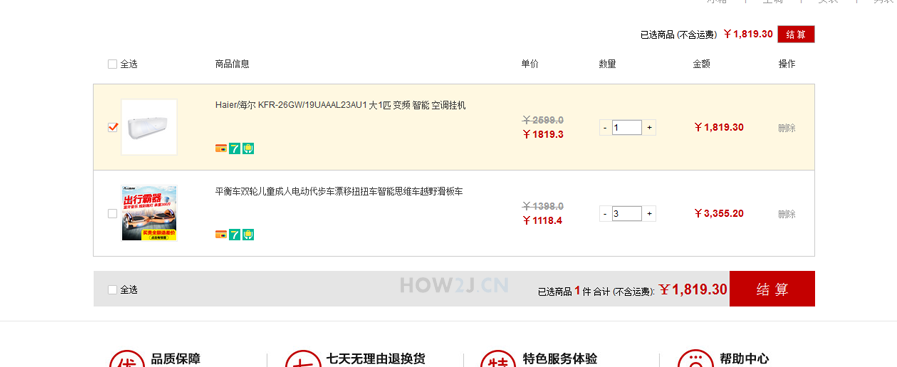 已选商品 (不含运费) ￥1,819.30 结 算
全选 商品信息 单价 数量 金额 操作
Haier/海尔 KFR-26GW/19UAAAL23AU1 大1匹 变频 智能 空调挂机
￥2599.0
￥1819.3
- 1 +
￥1,819.30
删除
7
平衡车双轮儿童成人电动代步车漂移扭扭车智能思维车越野滑板车
出行霸器
￥1398.0
￥1118.4
- 3 +
￥3,355.20
删除
7
全选
HOW2J.CN
已选商品 1 件 合计 (不含运费): ￥1,819.30 结 算
优 品质保障
七 七天无理由退换货
特 特色服务体验
帮助中心